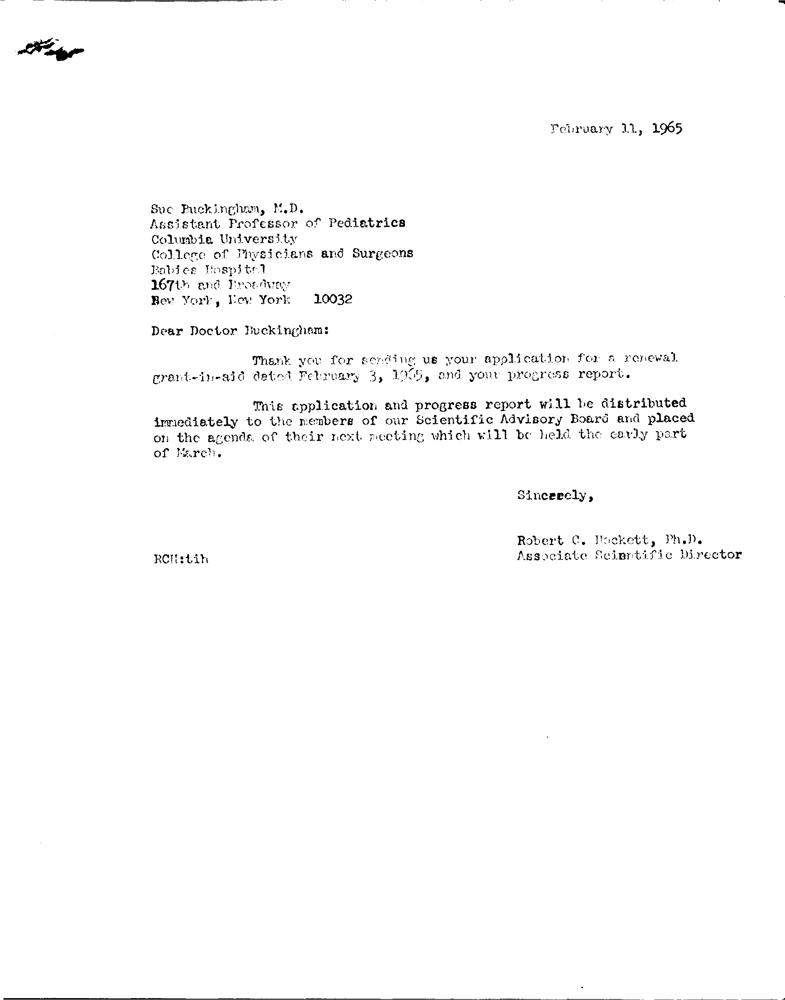 February 11, 1965
Sue Buckingham, M.D.
Assistant Professor of Pediatrics
Columbia University
College of Physicians and Surgeons
Babies Hospital
167th and Broadway
New York, New York 10032
Dear Doctor Buckingham:
Thank you for sending us your application for a renewal
grant-in-aid dated February 3, 1965, and your progress report.
This application and progress report will be distributed
immediately to the members of our Scientific Advisory Board and placed
on the agenda of their next meeting which will be held the early part
of March.
Sincerely,
Robert C. Hockett, Ph.D.
Associate Scientific Director
RCH:tih